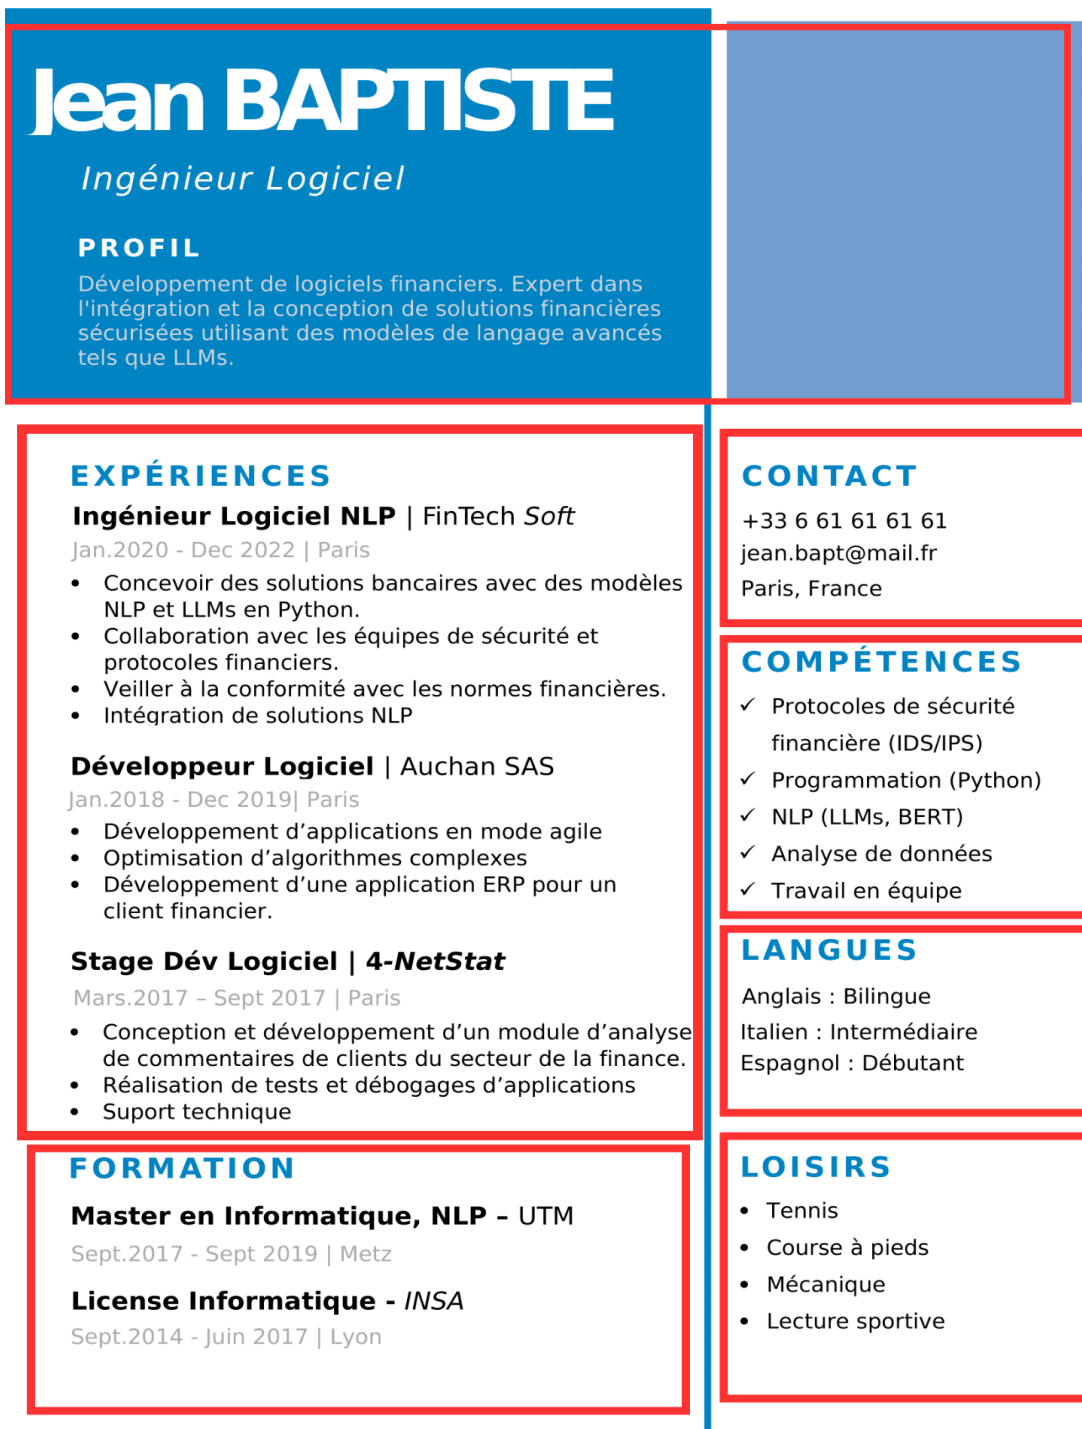 Jean BAPTISTE
Ingénieur Logiciel
PROFIL
Développement de logiciels financiers. Expert dans
l'intégration et la conception de solutions financières
sécurisées utilisant des modèles de langage avancés
tels que LLMs.
EXPÉRIENCES
Ingénieur Logiciel NLP | FinTech Soft
Jan.2020 - Dec 2022 | Paris
• Concevoir des solutions bancaires avec des modèles
NLP et LLMs en Python.
• Collaboration avec les équipes de sécurité et
protocoles financiers.
• Veiller à la conformité avec les normes financières.
• Intégration de solutions NLP
Développeur Logiciel | Auchan SAS
Jan.2018 - Dec 2019| Paris
• Développement d’applications en mode agile
• Optimisation d’algorithmes complexes
• Développement d’une application ERP pour un
client financier.
Stage Dév Logiciel | 4-NetStat
Mars.2017 – Sept 2017 | Paris
• Conception et développement d’un module d’analyse
de commentaires de clients du secteur de la finance.
• Réalisation de tests et débogages d’applications
• Suport technique
FORMATION
Master en Informatique, NLP – UTM
Sept.2017 - Sept 2019 | Metz
License Informatique - INSA
Sept.2014 - Juin 2017 | Lyon
CONTACT
+33 6 61 61 61 61
jean.bapt@mail.fr
Paris, France
COMPÉTENCES
✓ Protocoles de sécurité
financière (IDS/IPS)
✓ Programmation (Python)
✓ NLP (LLMs, BERT)
✓ Analyse de données
✓ Travail en équipe
LANGUES
Anglais : Bilingue
Italien : Intermédiaire
Espagnol : Débutant
LOISIRS
• Tennis
• Course à pieds
• Mécanique
• Lecture sportive